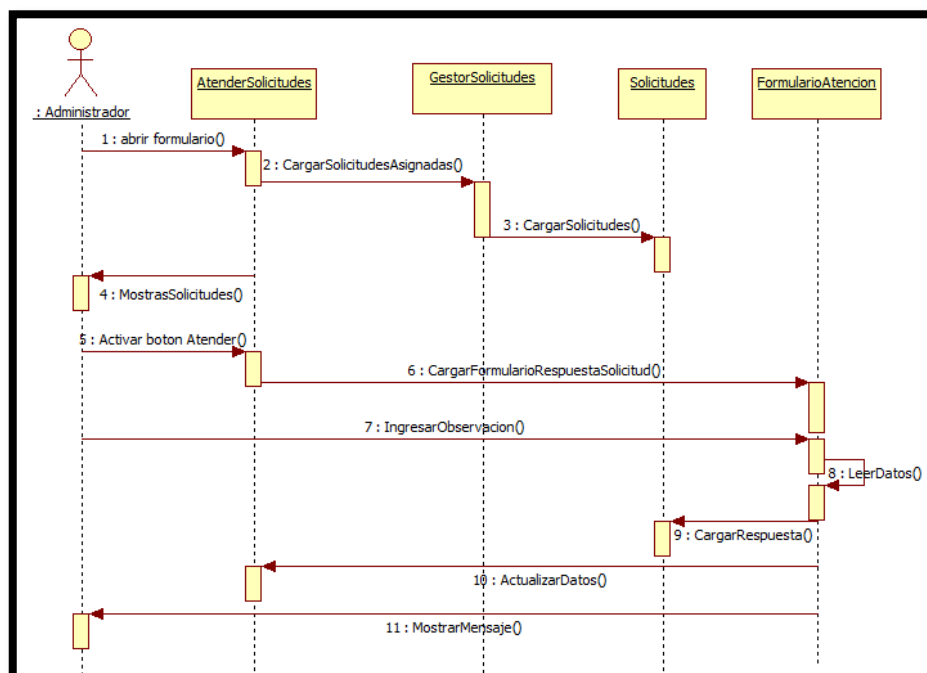 : Administrador
AtenderSolicitudes
GestorSolicitudes
Solicitudes
FormularioAtencion
1 : abrir formulario()
2 : CargarSolicitudesAsignadas()
3 : CargarSolicitudes()
4 : MostrasSolicitudes()
5 : Activar boton Atender()
6 : CargarFormularioRespuestaSolicitud()
7 : IngresarObservacion()
8 : LeerDatos()
9 : CargarRespuesta()
10 : ActualizarDatos()
11 : MostrarMensaje()